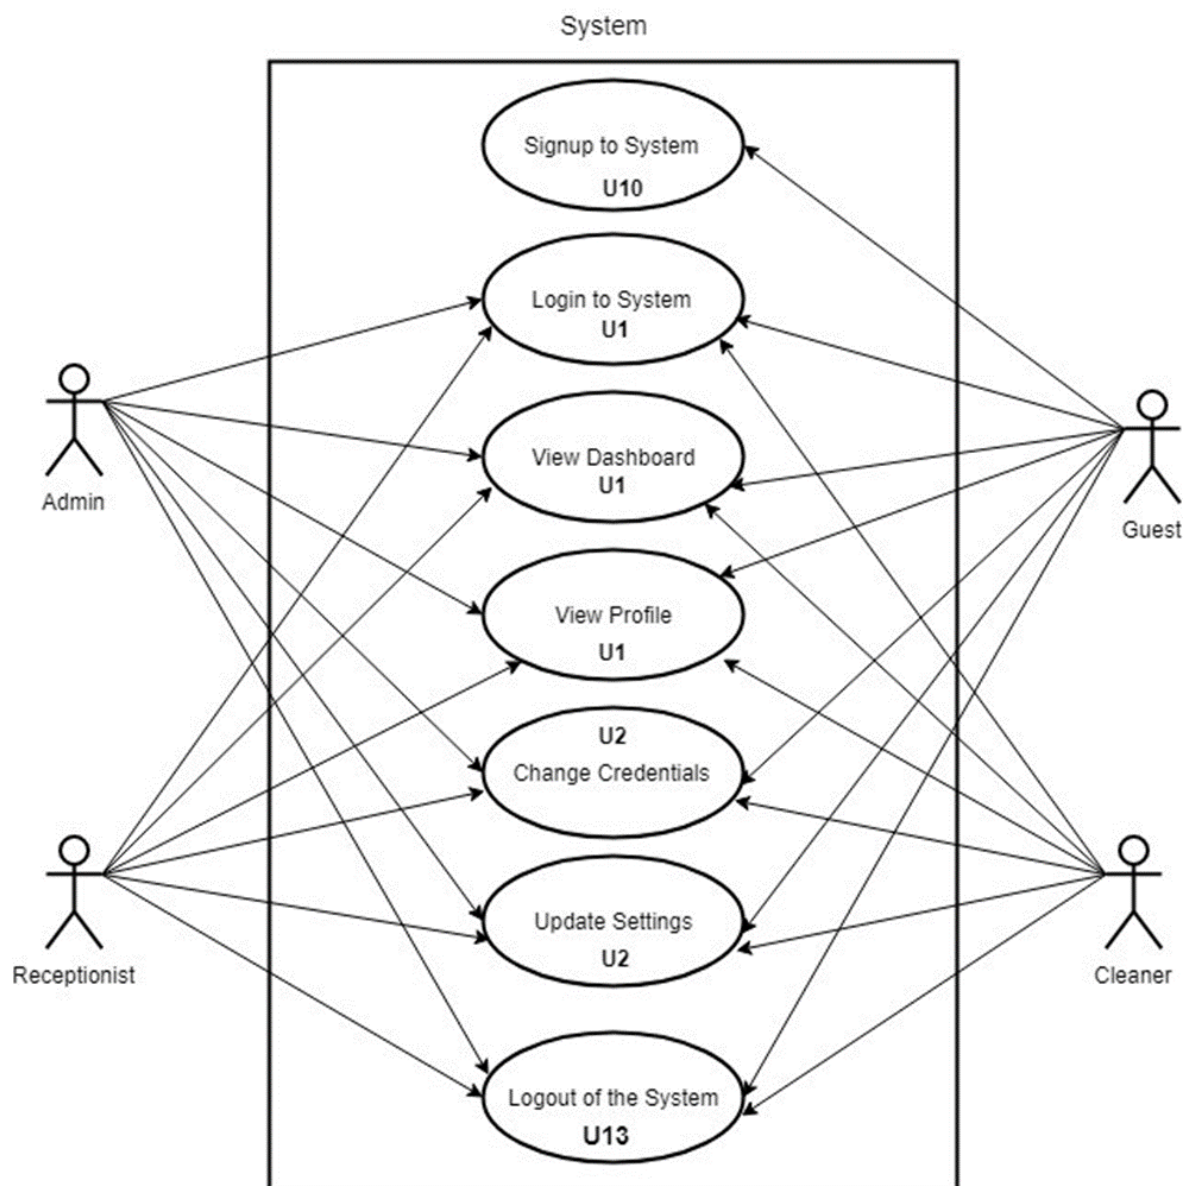 System
Signup to System
U10
Login to System
U1
View Dashboard
U1
View Profile
U1
U2
Change Credentials
Update Settings
U2
Logout of the System
U13
Admin
Receptionist
Guest
Cleaner